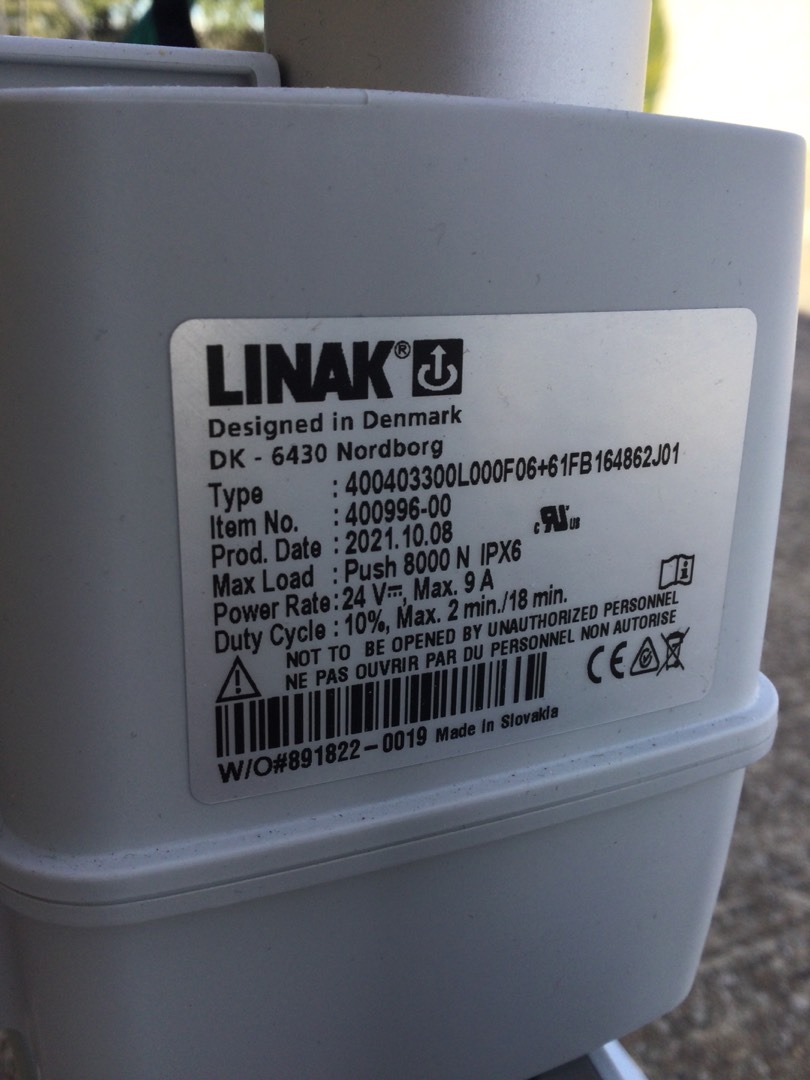 LINAK®
Designed in Denmark
DK - 6430 Nordborg
Type : 400403300L000F06+61FB164862J01
Item No. : 400996-00
Prod. Date : 2021.10.08
c RU us
Max Load : Push 8000 N IPX6
Power Rate : 24 V⎓, Max. 9 A
Duty Cycle : 10%, Max. 2 min./18 min.
NOT TO BE OPENED BY UNAUTHORIZED PERSONNEL
NE PAS OUVRIR PAR DU PERSONNEL NON AUTORISE
CE
W/O#891822-0019 Made in Slovakia